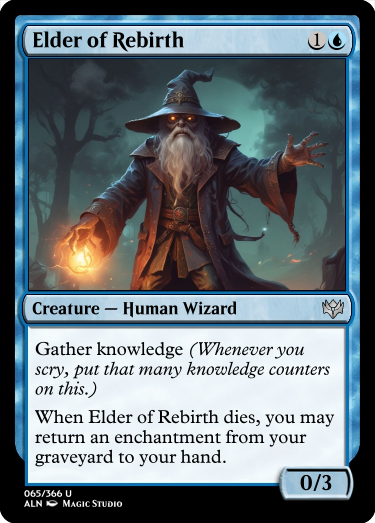 Elder of Rebirth 1
Creature — Human Wizard
Gather knowledge (Whenever you
scry, put that many knowledge counters
on this.)
When Elder of Rebirth dies, you may
return an enchantment from your
graveyard to your hand.
0/3
065/366 U
ALN Magic Studio